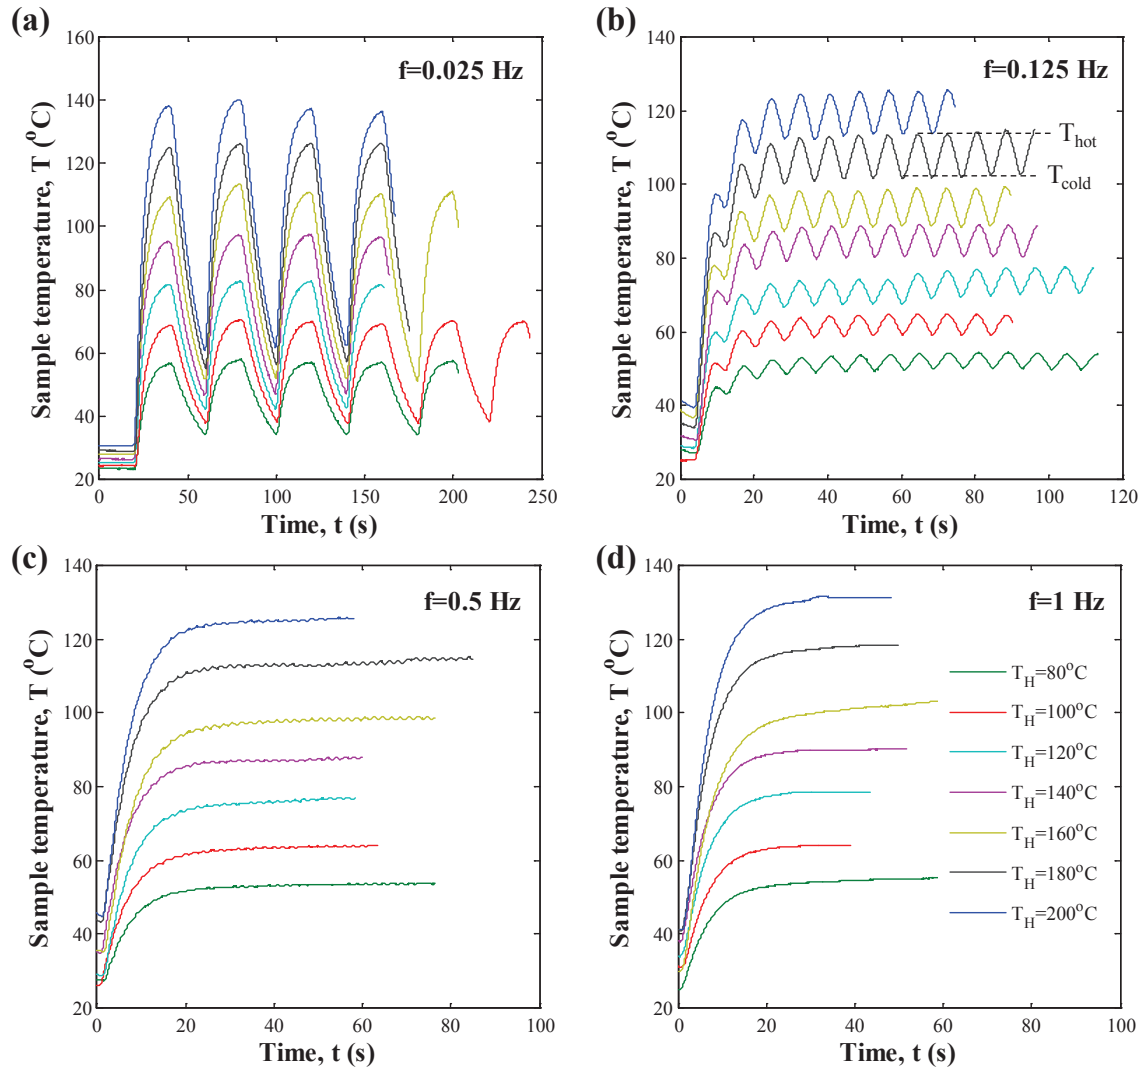 (a)
f=0.025 Hz
Sample temperature, T (°C)
160
140
120
100
80
60
40
20
0
50
100
150
200
250
Time, t (s)
(b)
f=0.125 Hz
Sample temperature, T (°C)
140
120
100
80
60
40
20
T_hot
T_cold
0
20
40
60
80
100
120
Time, t (s)
(c)
f=0.5 Hz
Sample temperature, T (°C)
140
120
100
80
60
40
20
0
20
40
60
80
100
Time, t (s)
(d)
f=1 Hz
Sample temperature, T (°C)
140
120
100
80
60
40
20
T_H=80°C
T_H=100°C
T_H=120°C
T_H=140°C
T_H=160°C
T_H=180°C
T_H=200°C
0
20
40
60
80
100
Time, t (s)